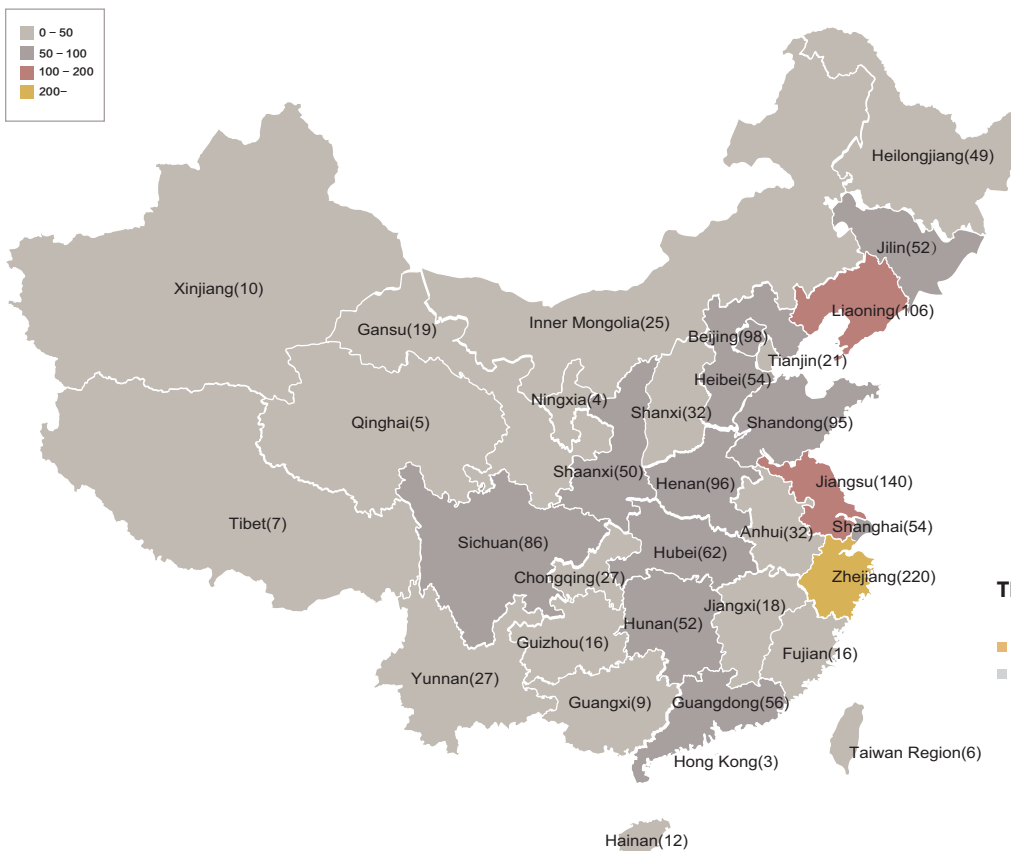 0 – 50
50 – 100
100 – 200
200–
Heilongjiang(49)
Jilin(52)
Xinjiang(10)
Liaoning(106)
Gansu(19)
Inner Mongolia(25)
Beijing(98)
Tianjin(21)
Heibei(54)
Ningxia(4)
Shanxi(32)
Qinghai(5)
Shandong(95)
Shaanxi(50)
Henan(96)
Jiangsu(140)
Tibet(7)
Shanghai(54)
Anhui(32)
Sichuan(86)
Hubei(62)
Chongqing(27)
Zhejiang(220)
Jiangxi(18)
Hunan(52)
Guizhou(16)
Fujian(16)
Yunnan(27)
Guangxi(9)
Guangdong(56)
Taiwan Region(6)
Hong Kong(3)
Hainan(12)